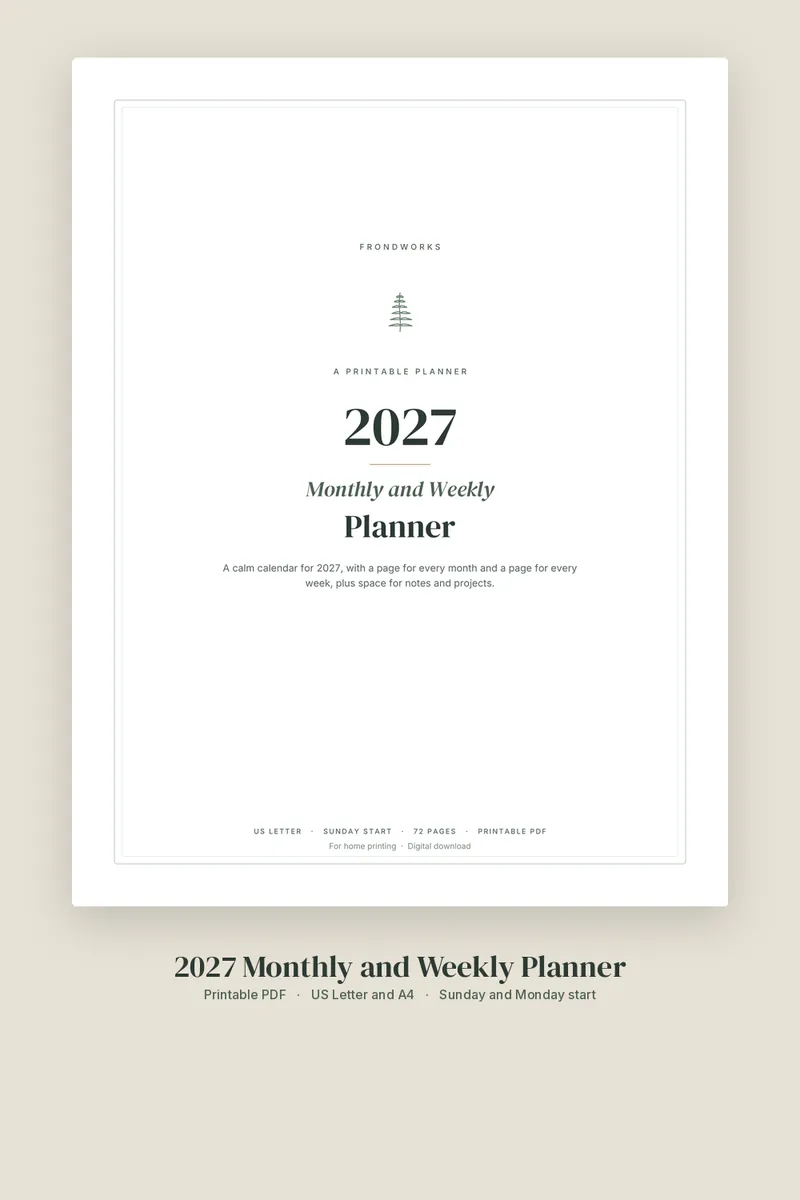 FRONDWORKS
A PRINTABLE PLANNER
2027
Monthly and Weekly
Planner
A calm calendar for 2027, with a page for every month and a page for every
week, plus space for notes and projects.
US LETTER · SUNDAY START · 72 PAGES · PRINTABLE PDF
For home printing · Digital download
2027 Monthly and Weekly Planner
Printable PDF · US Letter and A4 · Sunday and Monday start